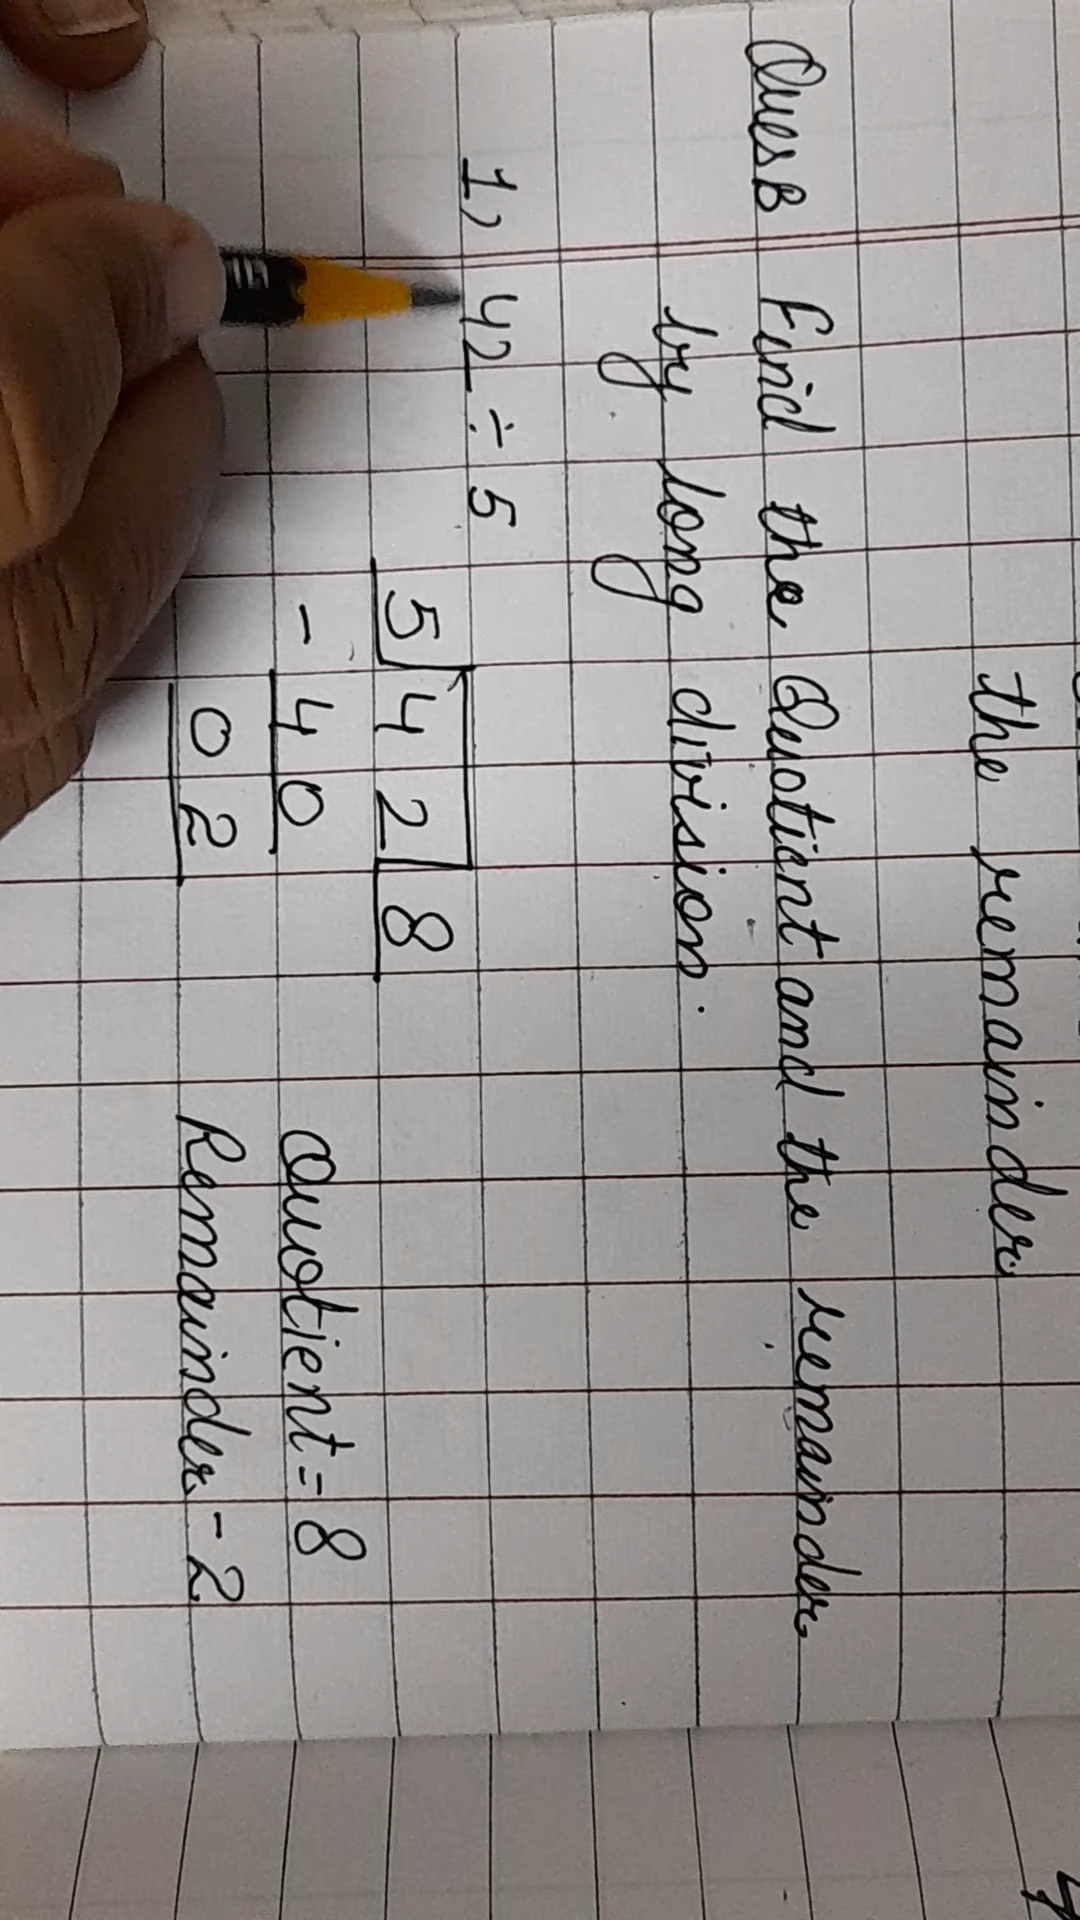 the remainder
Ques B Find the Quotient and the remainder
by long division.
1) 42 ÷ 5
5 42 8
- 40
02
Quotient = 8
Remainder - 2